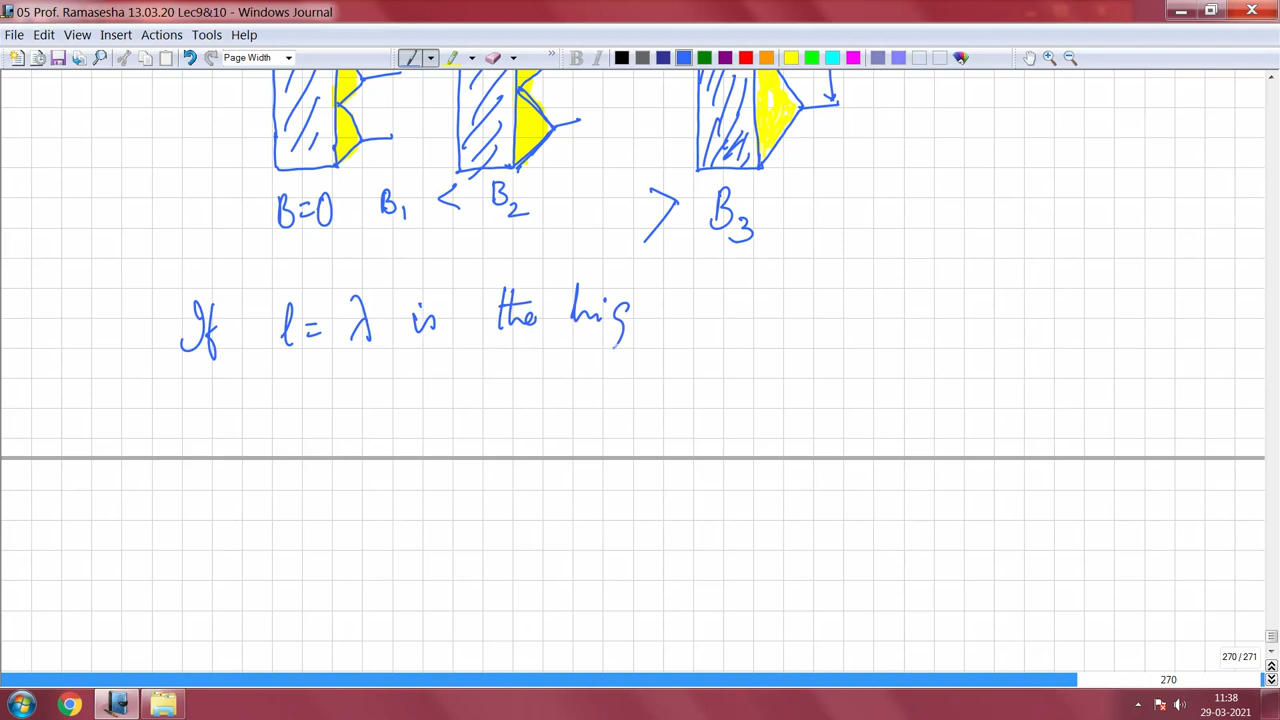 05 Prof. Ramasesha 13.03.20 Lec9&10 - Windows Journal
File Edit View Insert Actions Tools Help
Page Width
B=0 B₁ < B₂ > B₃
If l = λ is the hig
270 / 271
270
11:38
29-03-2021